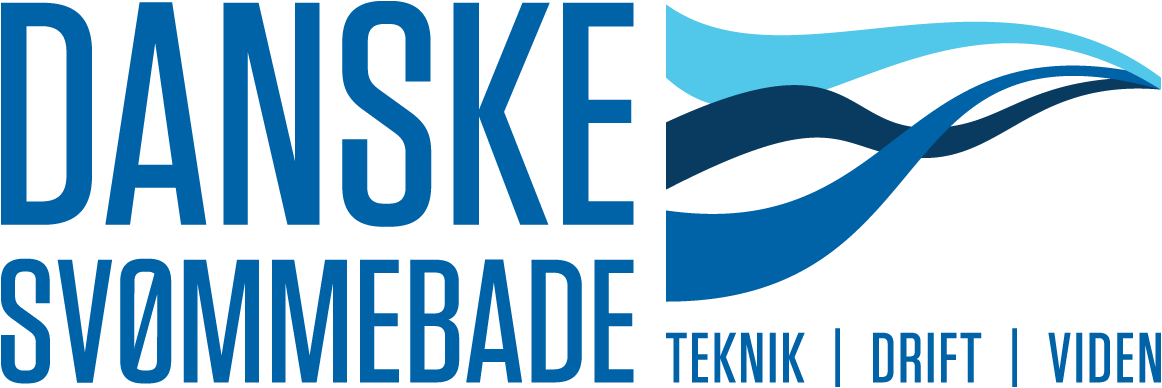 DANSKE
SVØMMEBADE
TEKNIK | DRIFT | VIDEN